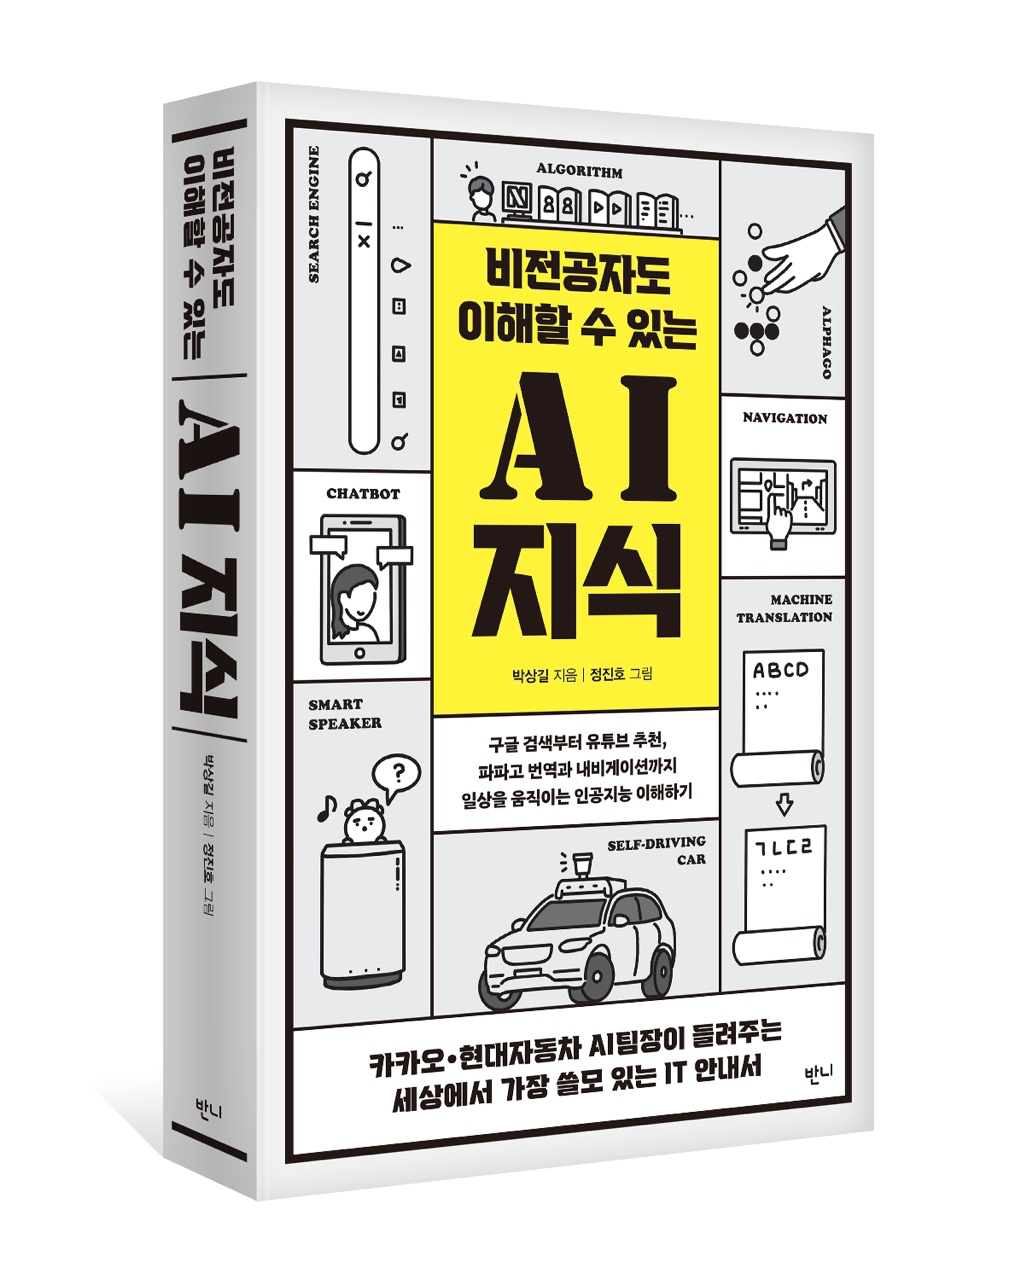 비전공자도
이해할 수 있는
AI 지식
박상길 지음 | 정진호 그림
반니
SEARCH ENGINE
ALGORITHM
N
ALPHAGO
비전공자도
이해할 수 있는
AI
지식
박상길 지음 | 정진호 그림
CHATBOT
NAVIGATION
SMART
SPEAKER
?
MACHINE
TRANSLATION
ABCD
ㄱㄴㄷㄹ
구글 검색부터 유튜브 추천,
파파고 번역과 내비게이션까지
일상을 움직이는 인공지능 이해하기
SELF-DRIVING
CAR
카카오·현대자동차 AI팀장이 들려주는
세상에서 가장 쓸모 있는 IT 안내서
반니